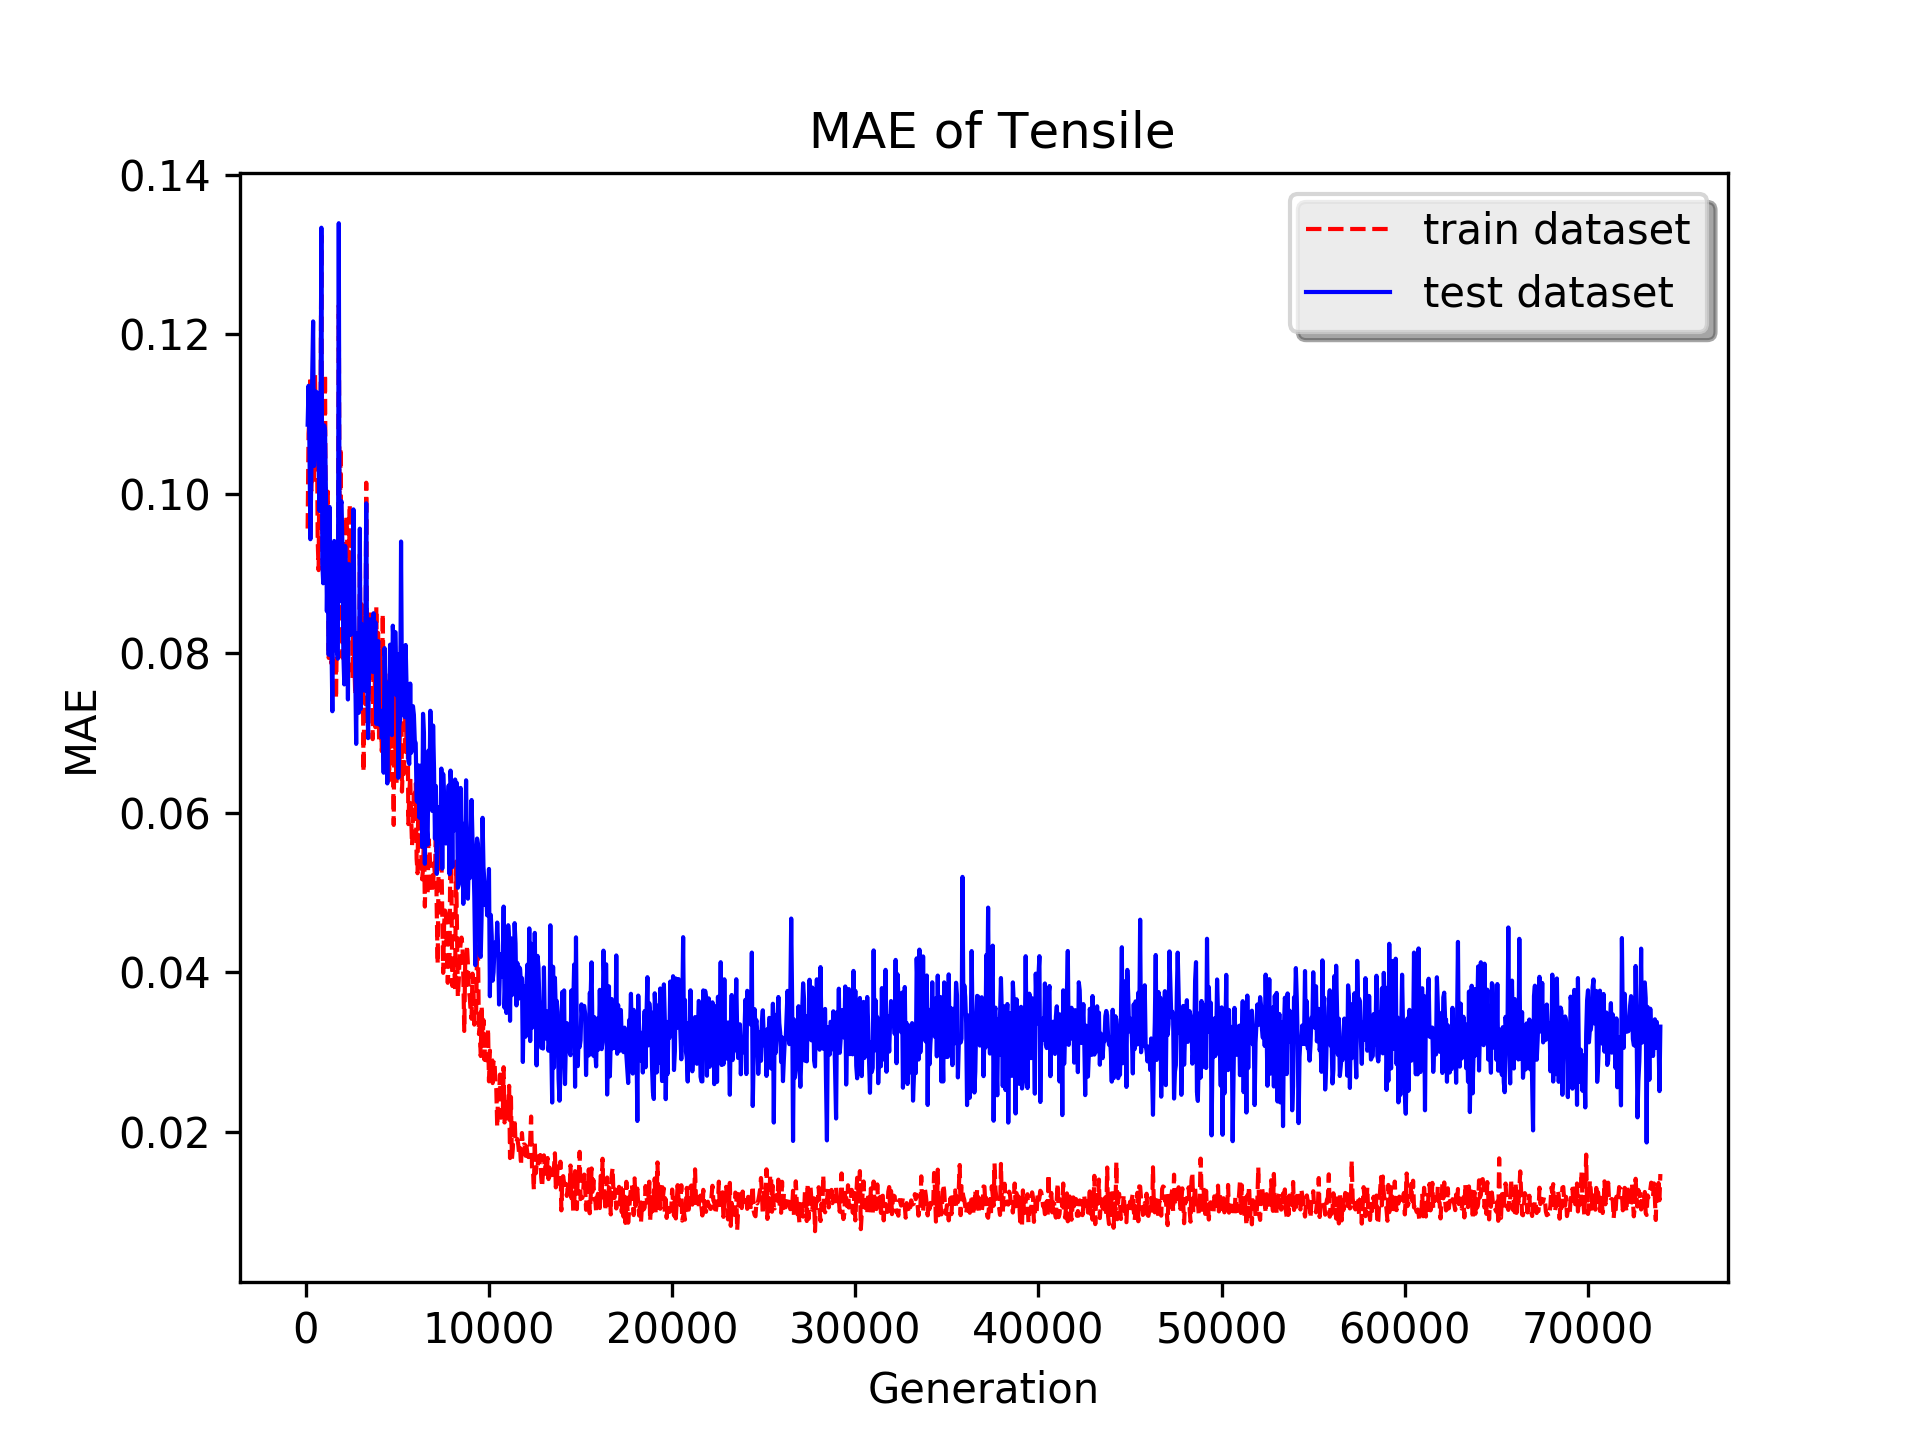 MAE of Tensile
0.14
0.12
0.10
0.08
0.06
0.04
0.02
MAE
train dataset
test dataset
0 10000 20000 30000 40000 50000 60000 70000
Generation